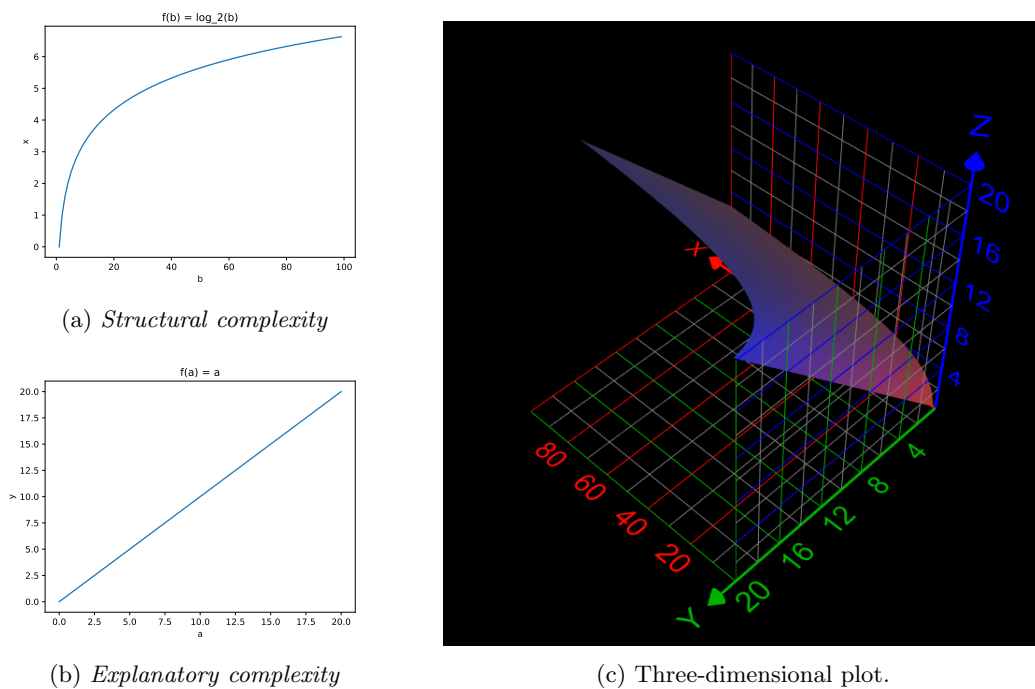 f(b) = log_2(b)
6
5
4
3
2
1
0
x
0 20 40 60 80 100
b
(a) Structural complexity
f(a) = a
20.0
17.5
15.0
12.5
10.0
7.5
5.0
2.5
0.0
y
0.0 2.5 5.0 7.5 10.0 12.5 15.0 17.5 20.0
a
(b) Explanatory complexity
Z
20
16
12
8
4
X
80
60
40
20
4
8
12
16
20
Y
(c) Three-dimensional plot.